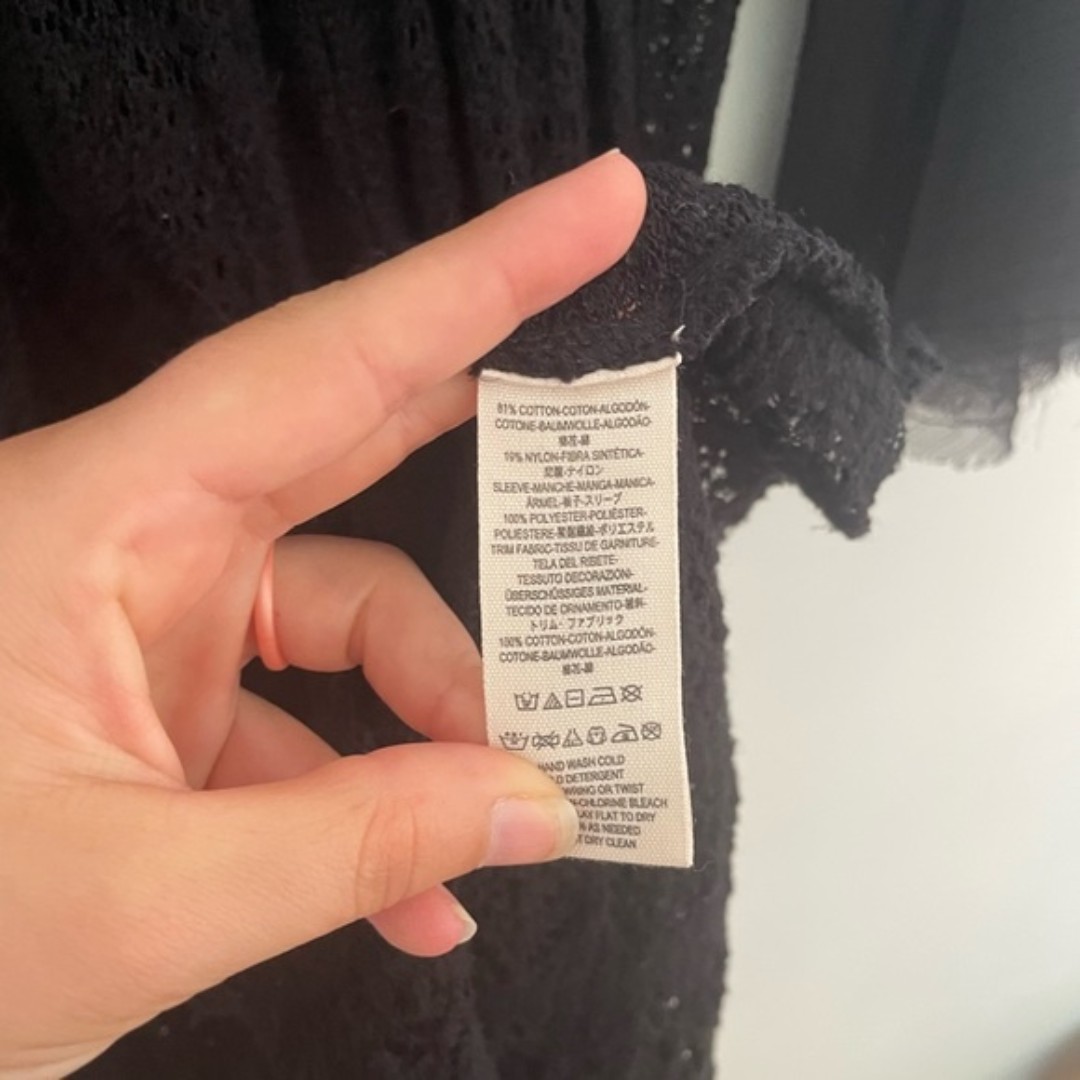 81% COTTON-COTON-ALGODÓN-
COTONE-BAUMWOLLE-ALGODÃO-
棉花-綿
19% NYLON-FIBRA SINTÉTICA-
尼龍-ナイロン
SLEEVE-MANCHE-MANGA-MANICA-
ÄRMEL-袖子-スリーブ
100% POLYESTER-POLIÉSTER-
POLIESTERE-聚酯纖維-ポリエステル
TRIM FABRIC-TISSU DE GARNITURE-
TELA DEL RIBETE-
TESSUTO DECORAZIONI-
ÜBERSCHÜSSIGES MATERIAL-
TECIDO DE ORNAMENTO-
トリム・ファブリック
100% COTTON-COTON-ALGODÓN-
COTONE-BAUMWOLLE-ALGODÃO-
棉花-綿
HAND WASH COLD
DETERGENT
WRING OR TWIST
CHLORINE BLEACH
LAY FLAT TO DRY
AS NEEDED
DRY CLEAN